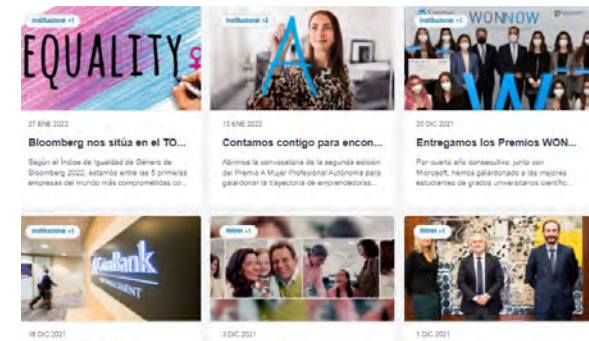 Institucional +1
EQUALITY
27 ENE 2022
Bloomberg nos sitúa en el TO...
Según el Índice de Igualdad de Género de
Bloomberg 2022, estamos entre las 5 primeras
empresas del mundo más comprometidas co...
Institucional +2
A
13 ENE 2022
Contamos contigo para encon...
Abrimos la convocatoria de la segunda edición
del Premio A Mujer Profesional Autónoma para
galardonar la trayectoria de emprendedoras...
Institucional +1
WONNOW
W
20 DIC 2021
Entregamos los Premios WON...
Por cuarto año consecutivo, junto con
Microsoft, hemos galardonado a las mejores
estudiantes de grados universitarios científic...
Institucional +1
CaixaBank
16 DIC 2021
RRHH +1
3 DIC 2021
RRHH +1
1 DIC 2021